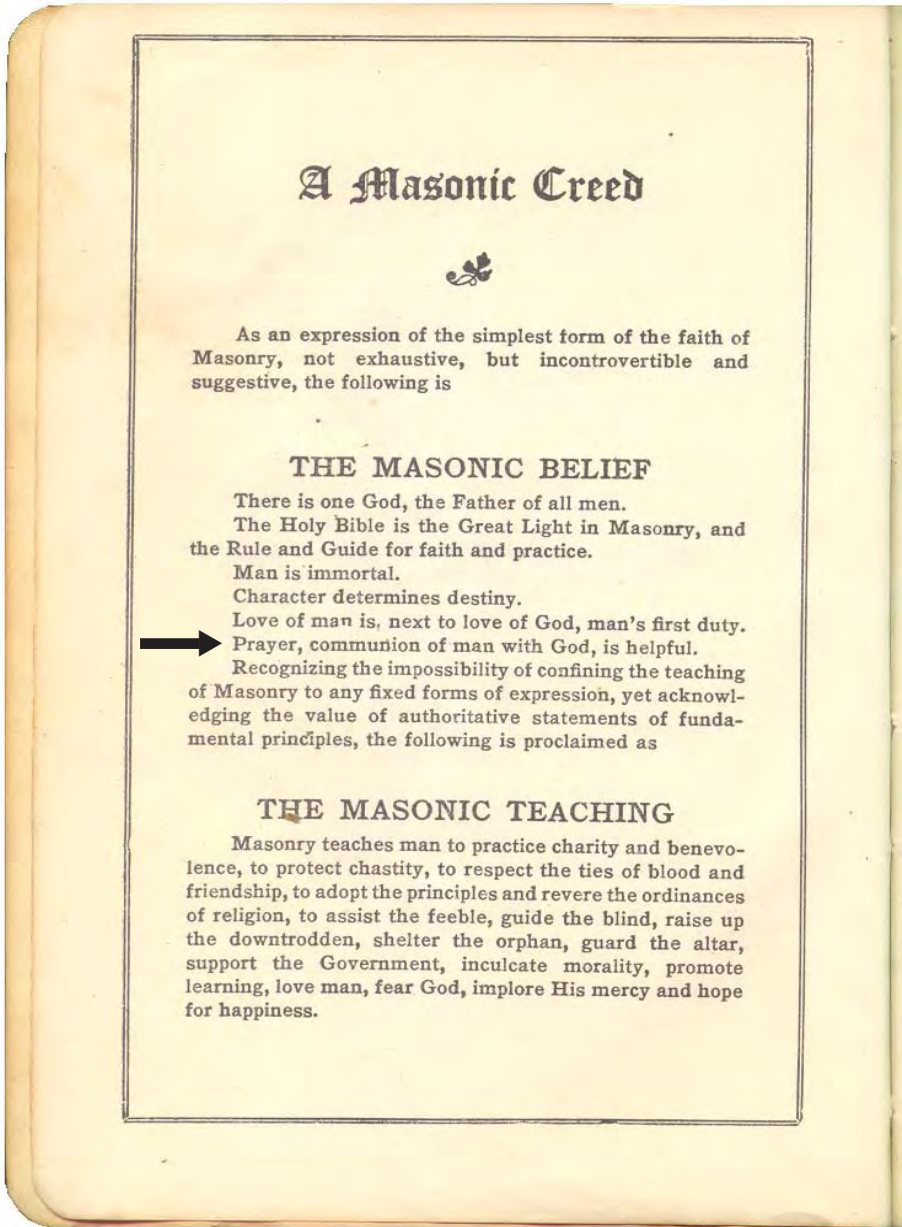 A Masonic Creed
As an expression of the simplest form of the faith of
Masonry, not exhaustive, but incontrovertible and
suggestive, the following is
THE MASONIC BELIEF
There is one God, the Father of all men.
The Holy Bible is the Great Light in Masonry, and
the Rule and Guide for faith and practice.
Man is immortal.
Character determines destiny.
Love of man is, next to love of God, man's first duty.
Prayer, communion of man with God, is helpful.
Recognizing the impossibility of confining the teaching
of Masonry to any fixed forms of expression, yet acknowl-
edging the value of authoritative statements of funda-
mental principles, the following is proclaimed as
THE MASONIC TEACHING
Masonry teaches man to practice charity and benevo-
lence, to protect chastity, to respect the ties of blood and
friendship, to adopt the principles and revere the ordinances
of religion, to assist the feeble, guide the blind, raise up
the downtrodden, shelter the orphan, guard the altar,
support the Government, inculcate morality, promote
learning, love man, fear God, implore His mercy and hope
for happiness.